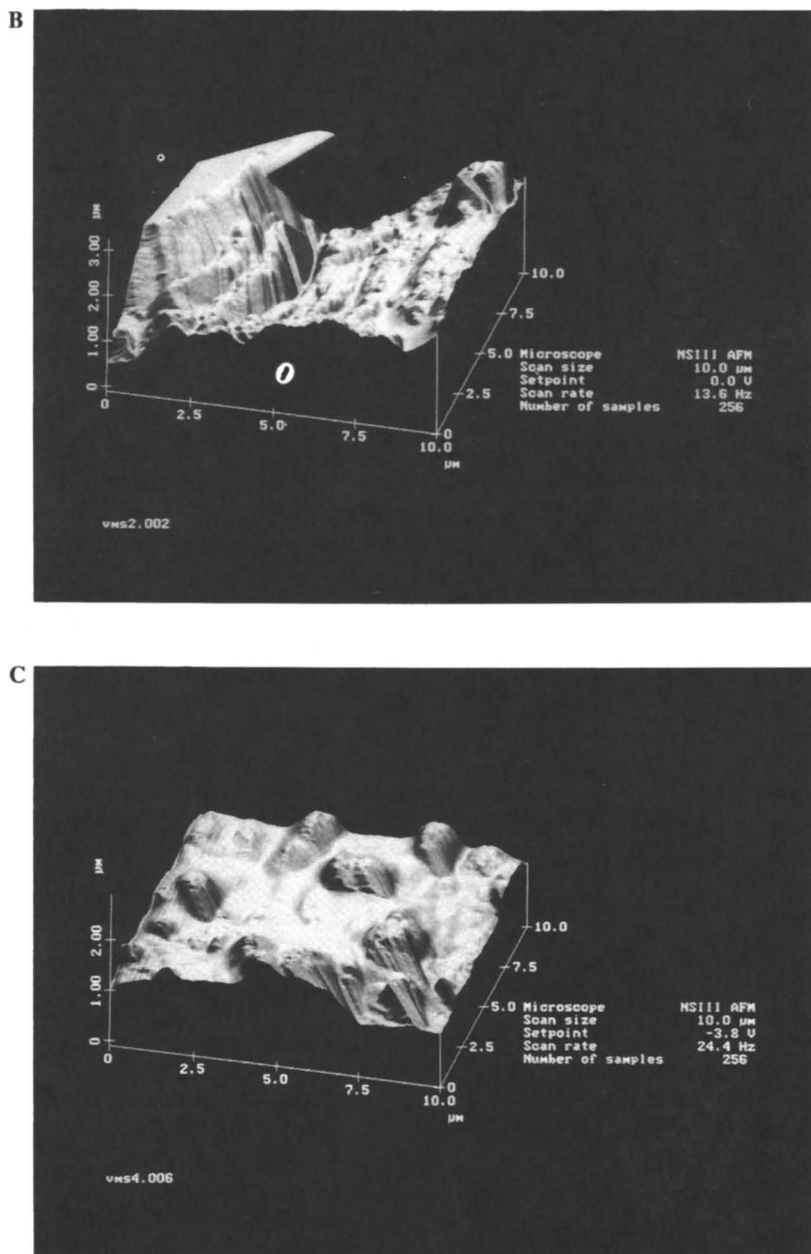 B
µM
3.00
2.00
1.00
0
2.5
5.0
7.5
10.0
µM
0
2.5
5.0
7.5
10.0
Microscope NSIII AFM
Scan size 10.0 µm
Setpoint 0.0 V
Scan rate 13.6 Hz
Number of samples 256
vms2.002
C
µM
2.00
1.00
0
0
2.5
5.0
7.5
10.0
µM
0
2.5
5.0
7.5
10.0
Microscope NSIII AFM
Scan size 10.0 µm
Setpoint -3.8 V
Scan rate 24.4 Hz
Number of samples 256
vms4.006